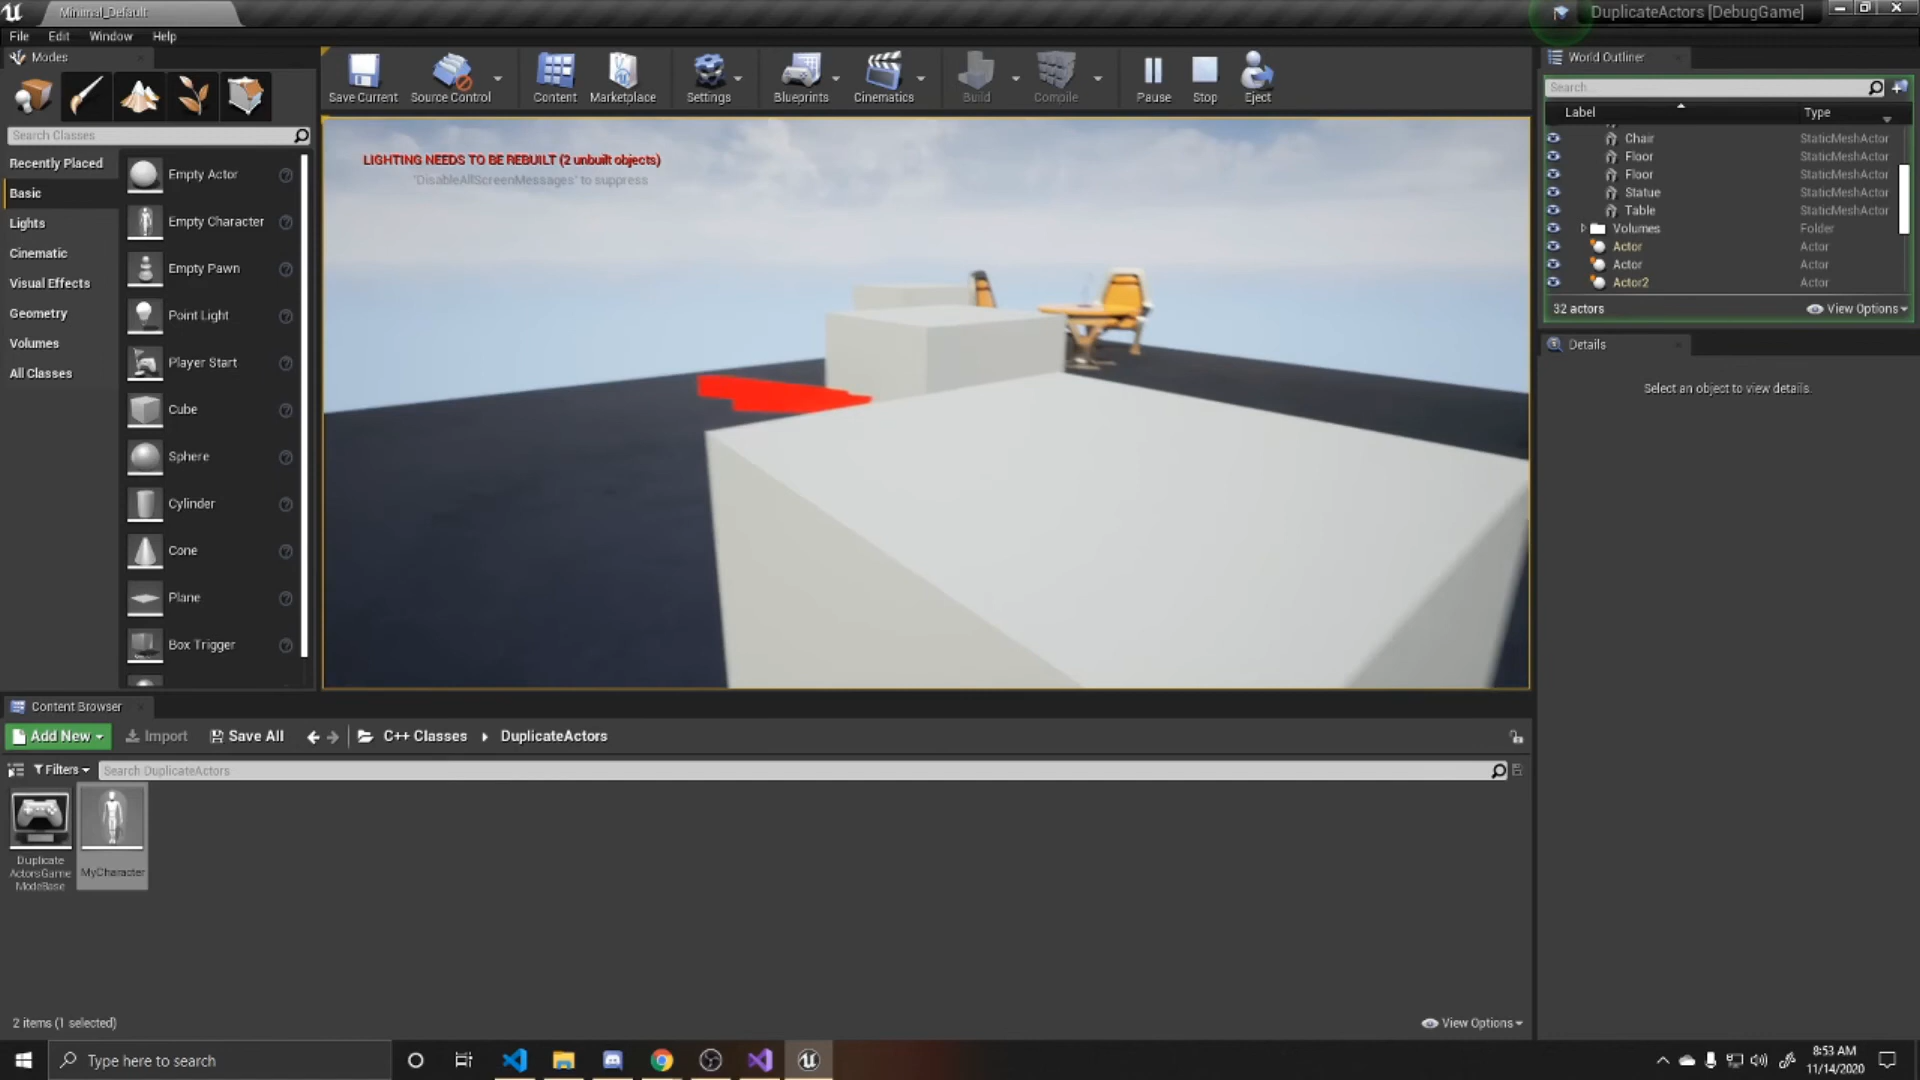 Minimal_Default
DuplicateActors [DebugGame]
File Edit Window Help
Modes
Search Classes
Recently Placed
Basic
Lights
Cinematic
Visual Effects
Geometry
Volumes
All Classes
Empty Actor
Empty Character
Empty Pawn
Point Light
Player Start
Cube
Sphere
Cylinder
Cone
Plane
Box Trigger
Save Current
Source Control
Content
Marketplace
Settings
Blueprints
Cinematics
Build
Compile
Pause
Stop
Eject
LIGHTING NEEDS TO BE REBUILT (2 unbuilt objects)
'DisableAllScreenMessages' to suppress
World Outliner
Search...
Label Type
Chair StaticMeshActor
Floor StaticMeshActor
Floor StaticMeshActor
Statue StaticMeshActor
Table StaticMeshActor
Volumes Folder
Actor Actor
Actor Actor
Actor2 Actor
32 actors View Options
Details
Select an object to view details.
Content Browser
Add New Import Save All C++ Classes DuplicateActors
Filters Search DuplicateActors
Duplicate
ActorsGame
ModeBase
MyCharacter
2 items (1 selected) View Options
Type here to search
8:53 AM
11/14/2020